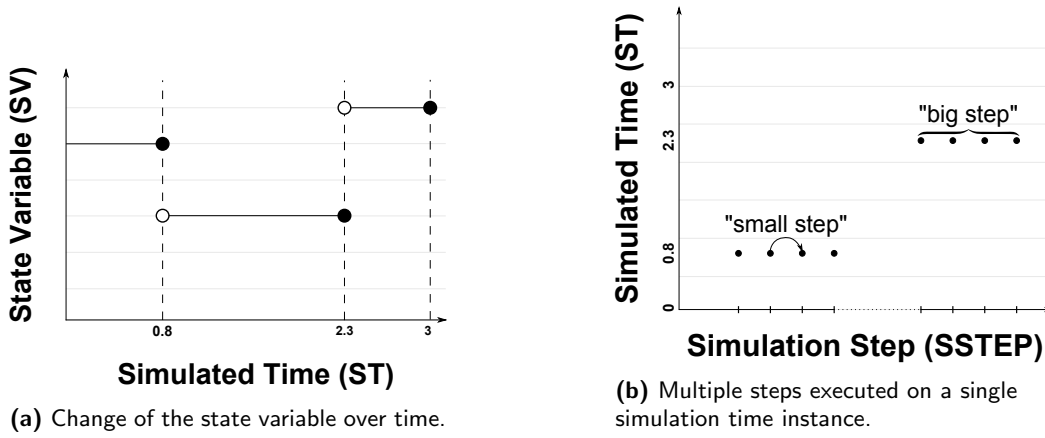 State Variable (SV)
0.8
2.3
3
Simulated Time (ST)
(a) Change of the state variable over time.
Simulated Time (ST)
3
2.3
0.8
0
"big step"
"small step"
Simulation Step (SSTEP)
(b) Multiple steps executed on a single
simulation time instance.